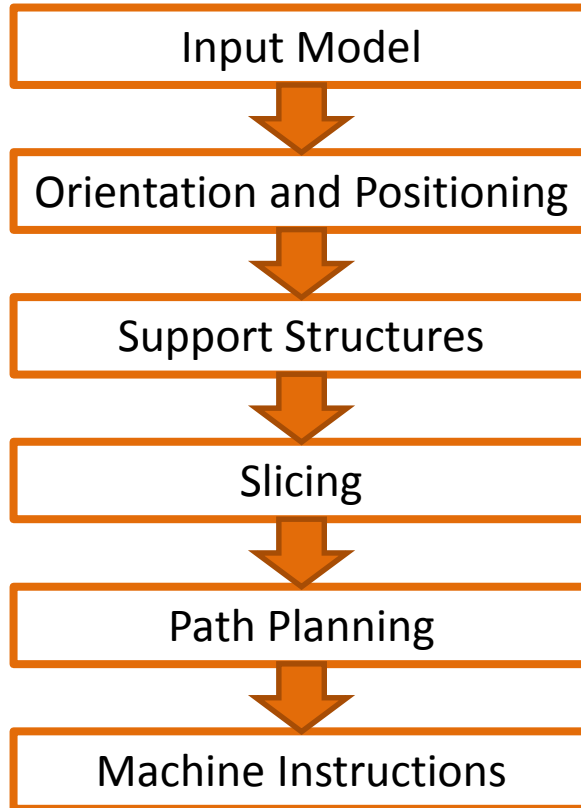 Input Model
Orientation and Positioning
Support Structures
Slicing
Path Planning
Machine Instructions